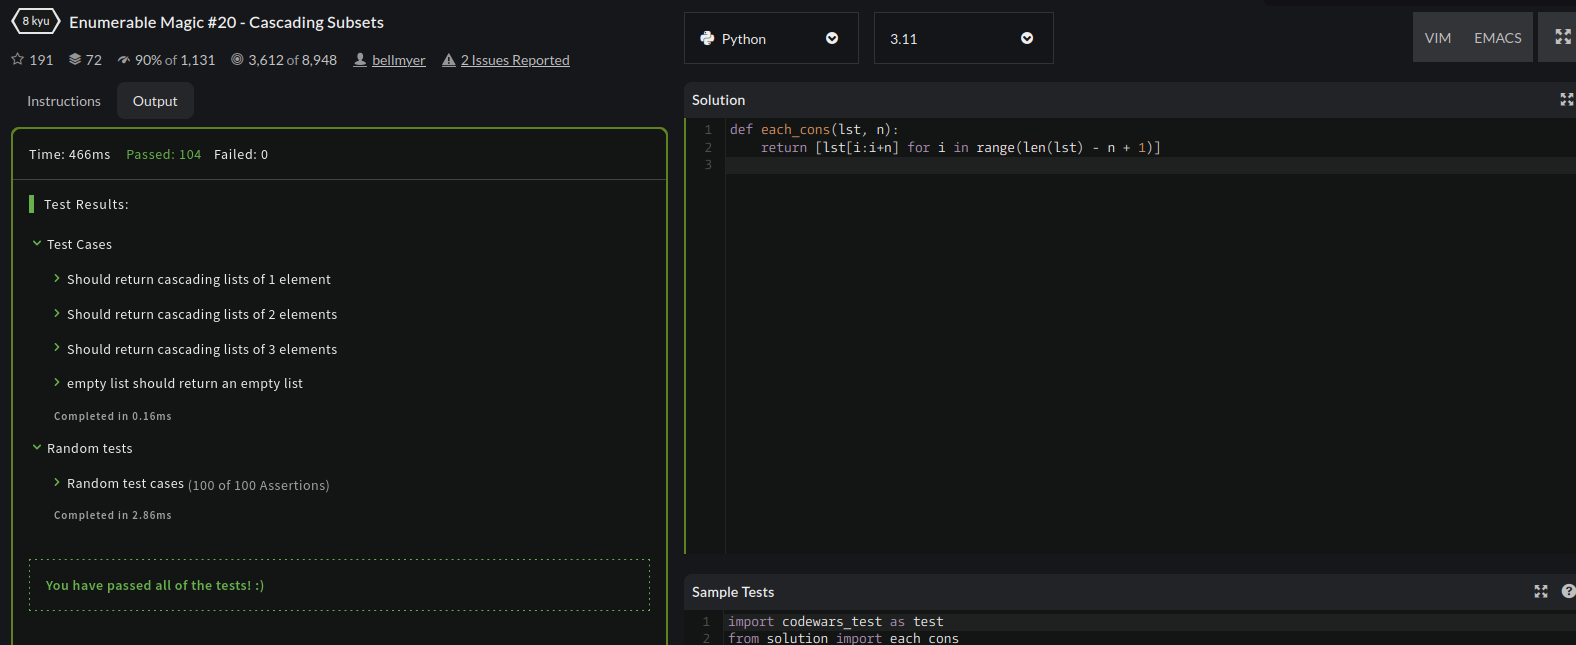 8 kyu Enumerable Magic #20 - Cascading Subsets
191 72 90% of 1,131 3,612 of 8,948 bellmyer 2 Issues Reported
Instructions Output
Time: 466ms Passed: 104 Failed: 0
Test Results:
Test Cases
Should return cascading lists of 1 element
Should return cascading lists of 2 elements
Should return cascading lists of 3 elements
empty list should return an empty list
Completed in 0.16ms
Random tests
Random test cases (100 of 100 Assertions)
Completed in 2.86ms
You have passed all of the tests! :)
Python 3.11 VIM EMACS
Solution
1 def each_cons(lst, n):
2     return [lst[i:i+n] for i in range(len(lst) - n + 1)]
3
Sample Tests
?
1 import codewars_test as test
2 from solution import each_cons